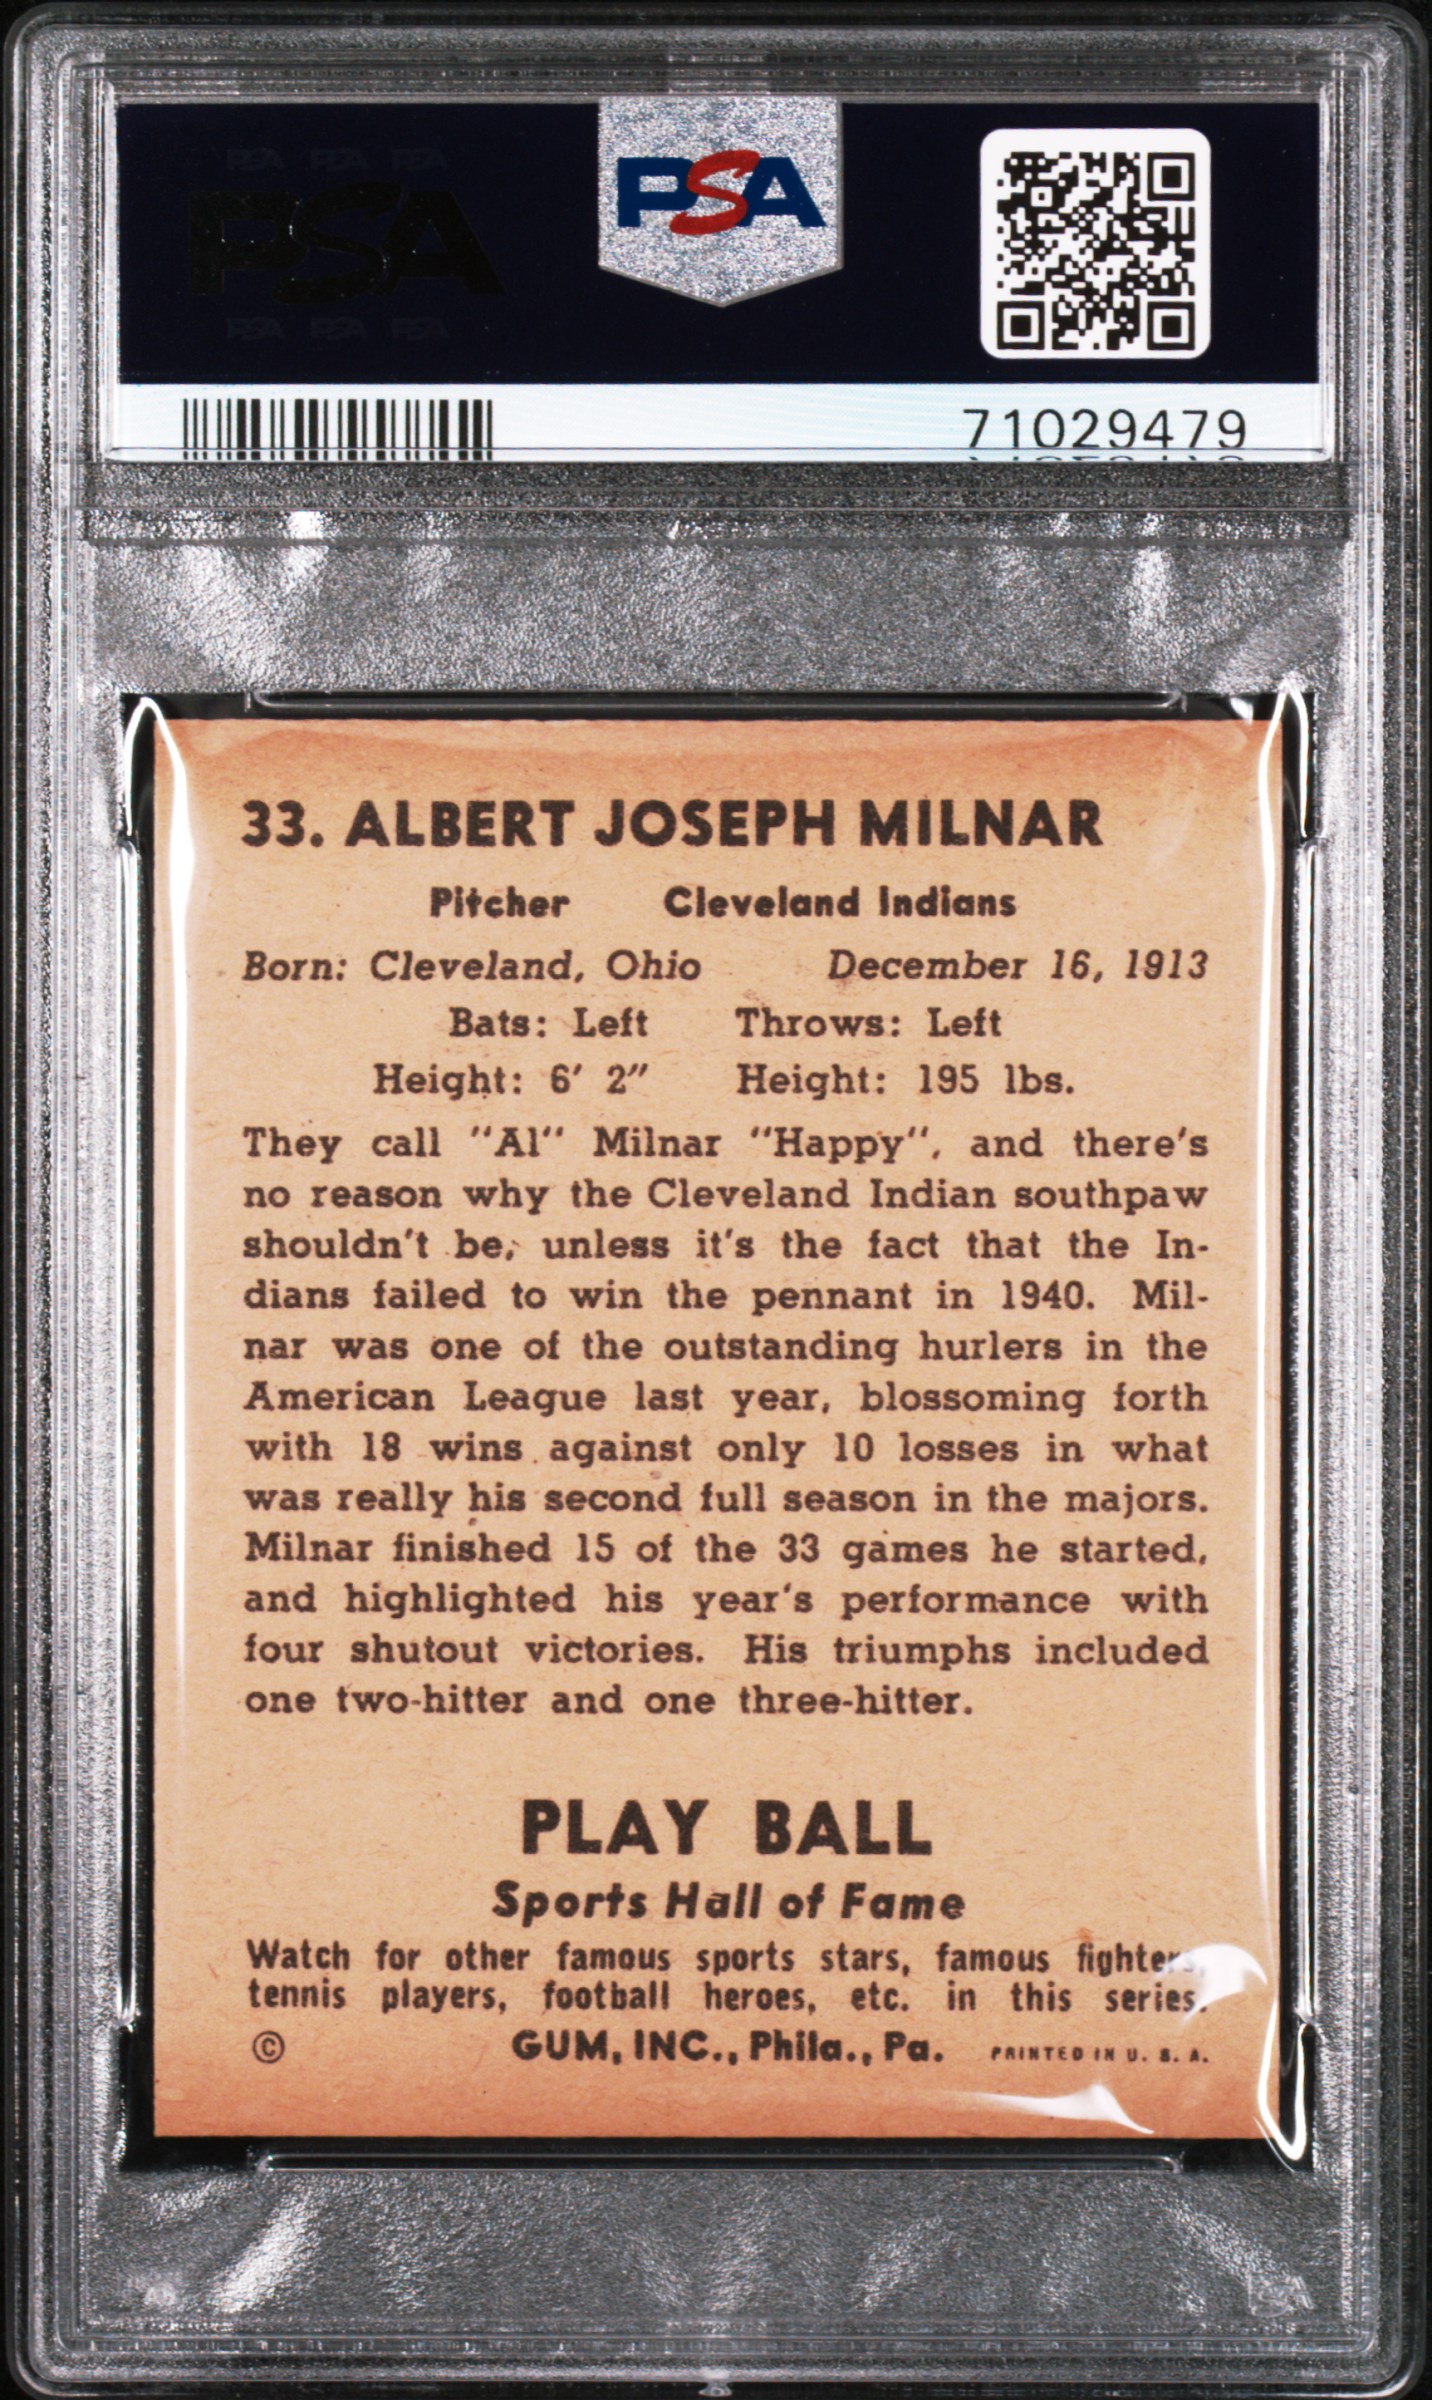 PSA PSA PSA
PSA
PSA PSA PSA
PSA
71029479
33. ALBERT JOSEPH MILNAR
Pitcher Cleveland Indians
Born: Cleveland, Ohio December 16, 1913
Bats: Left Throws: Left
Height: 6' 2" Height: 195 lbs.
They call "Al" Milnar "Happy", and there's
no reason why the Cleveland Indian southpaw
shouldn't be, unless it's the fact that the In-
dians failed to win the pennant in 1940. Mil-
nar was one of the outstanding hurlers in the
American League last year, blossoming forth
with 18 wins against only 10 losses in what
was really his second full season in the majors.
Milnar finished 15 of the 33 games he started,
and highlighted his year's performance with
four shutout victories. His triumphs included
one two-hitter and one three-hitter.
PLAY BALL
Sports Hall of Fame
Watch for other famous sports stars, famous fighters,
tennis players, football heroes, etc. in this series.
© GUM, INC., Phila., Pa. PRINTED IN U. S. A.
PSA